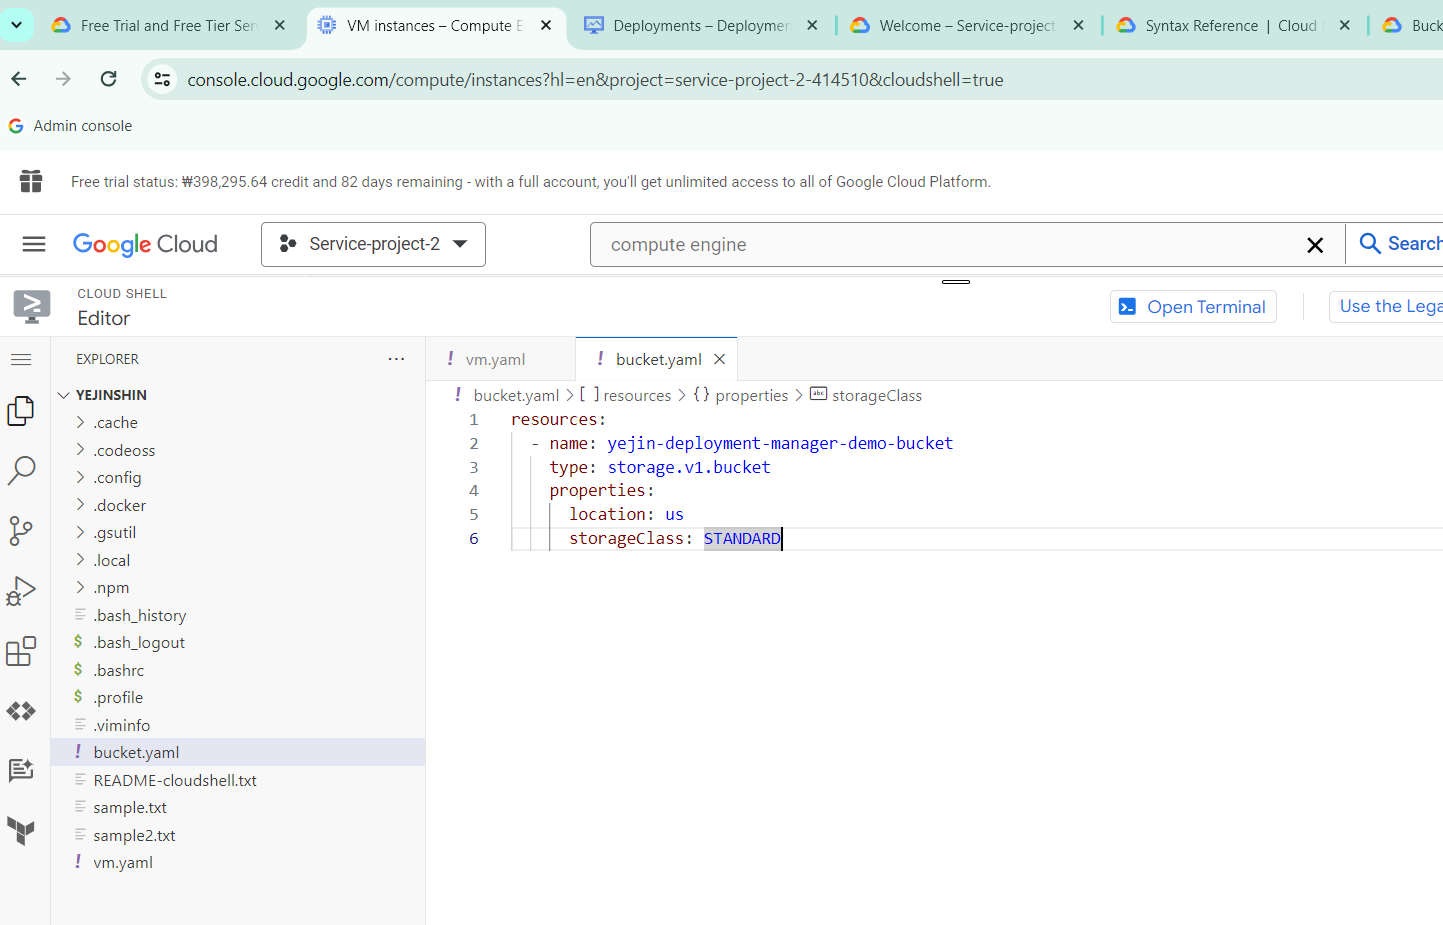 Free Trial and Free Tier Ser
VM instances – Compute E
Deployments – Deploymen
Welcome – Service-project
Syntax Reference | Cloud
Buck
console.cloud.google.com/compute/instances?hl=en&project=service-project-2-414510&cloudshell=true
Admin console
Free trial status: ₩398,295.64 credit and 82 days remaining - with a full account, you'll get unlimited access to all of Google Cloud Platform.
Google Cloud
Service-project-2
compute engine
Search
CLOUD SHELL
Editor
Open Terminal
Use the Lega
EXPLORER
YEJINSHIN
.cache
.codeoss
.config
.docker
.gsutil
.local
.npm
.bash_history
$ .bash_logout
$ .bashrc
$ .profile
.viminfo
! bucket.yaml
README-cloudshell.txt
sample.txt
sample2.txt
! vm.yaml
! vm.yaml
! bucket.yaml
! bucket.yaml > [ ] resources > {} properties > abc storageClass
1 resources:
2 - name: yejin-deployment-manager-demo-bucket
3 type: storage.v1.bucket
4 properties:
5 location: us
6 storageClass: STANDARD